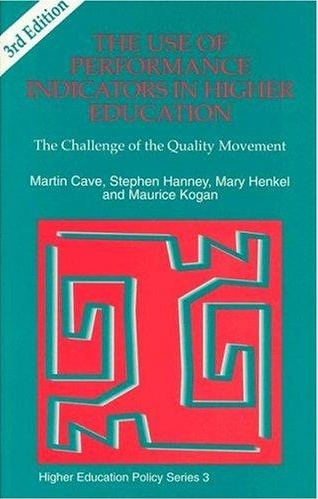 3rd Edition
THE USE OF
PERFORMANCE
INDICATORS IN HIGHER
EDUCATION
The Challenge of the Quality Movement
Martin Cave, Stephen Hanney, Mary Henkel
and Maurice Kogan
Higher Education Policy Series 3